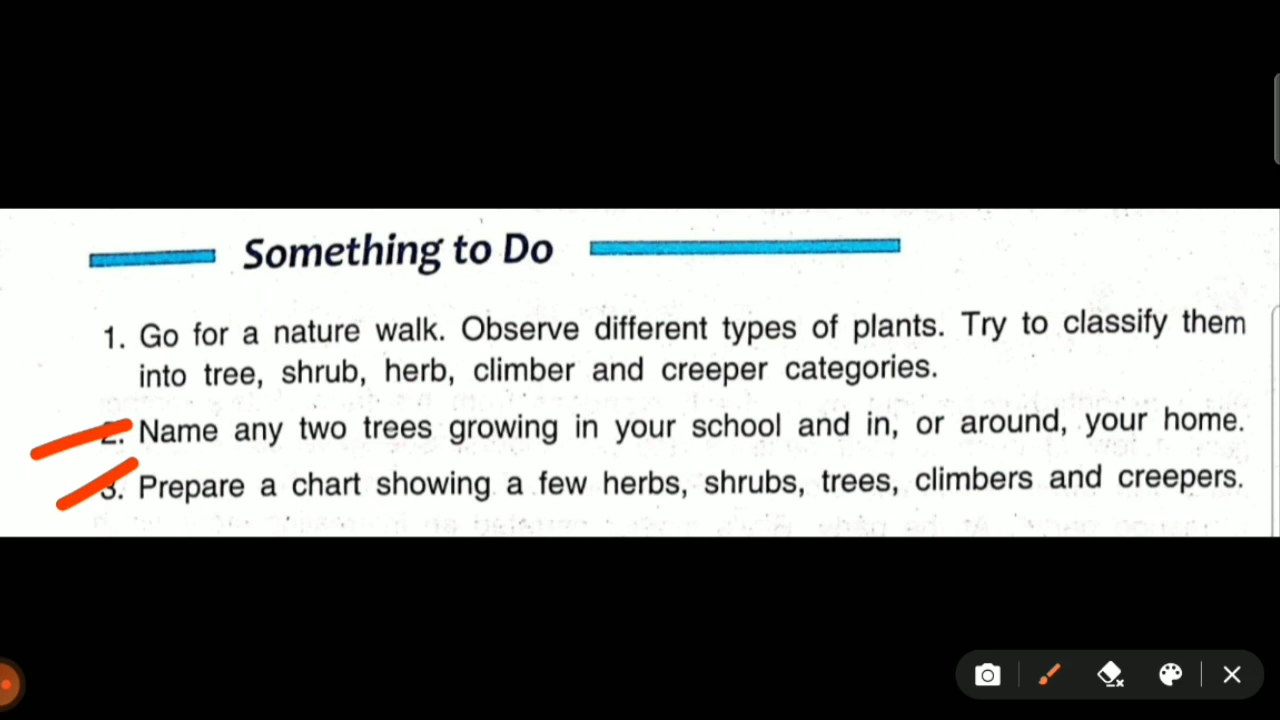 Something to Do
1. Go for a nature walk. Observe different types of plants. Try to classify them
into tree, shrub, herb, climber and creeper categories.
2. Name any two trees growing in your school and in, or around, your home.
3. Prepare a chart showing a few herbs, shrubs, trees, climbers and creepers.